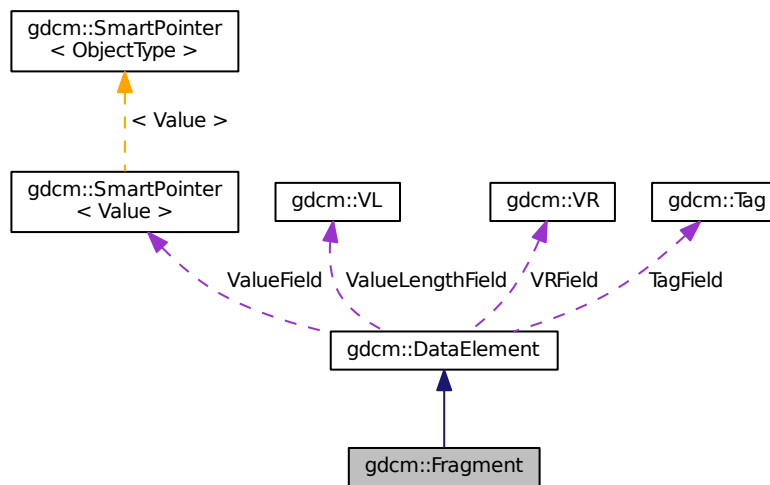 gdcm::SmartPointer
< ObjectType >
< Value >
gdcm::SmartPointer
< Value >
gdcm::VL
gdcm::VR
gdcm::Tag
ValueField
ValueLengthField
VRField
TagField
gdcm::DataElement
gdcm::Fragment